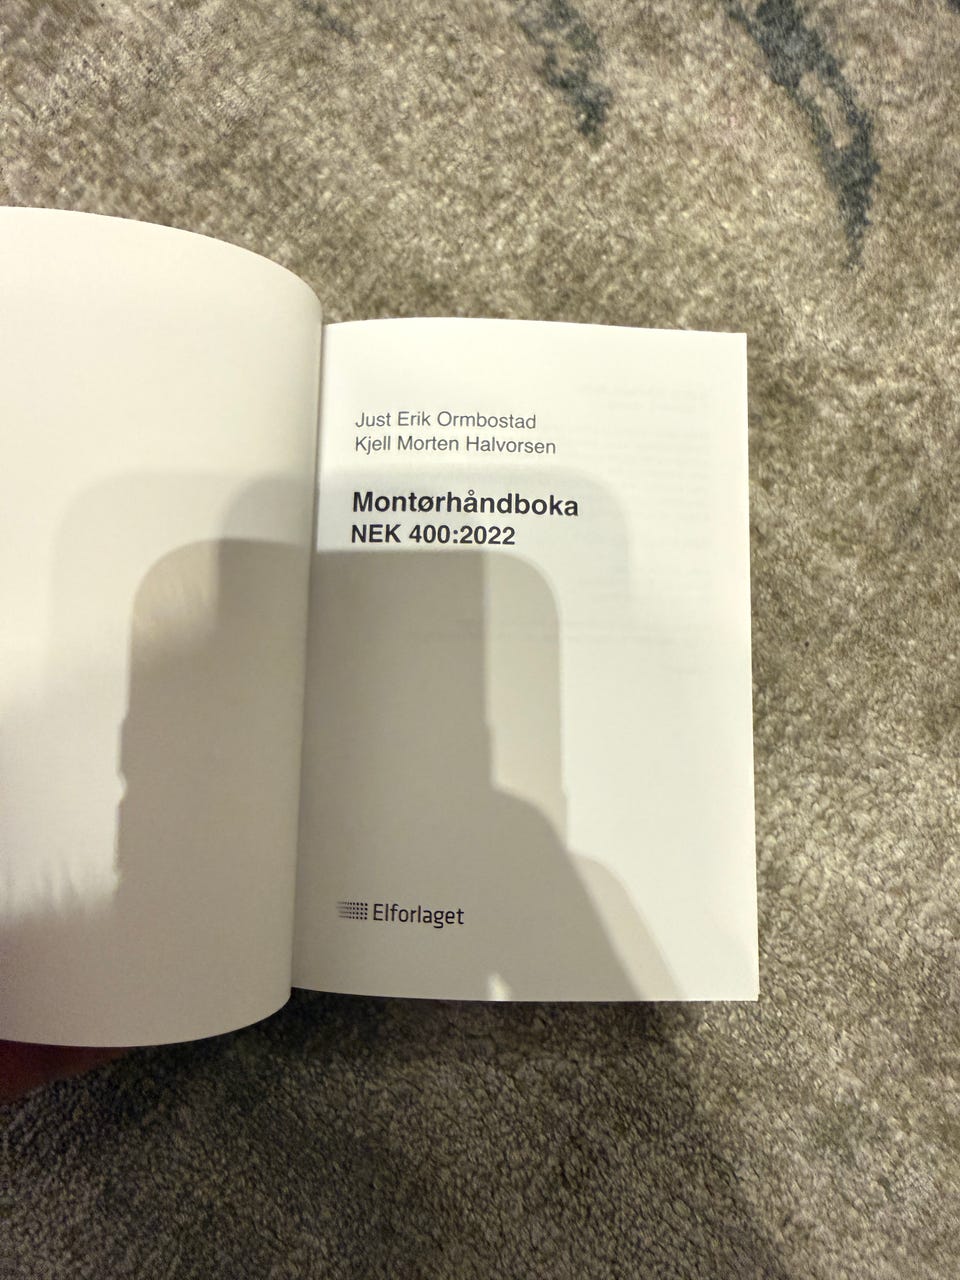 Just Erik Ormbostad
Kjell Morten Halvorsen
Montørhåndboka
NEK 400:2022
Elforlaget